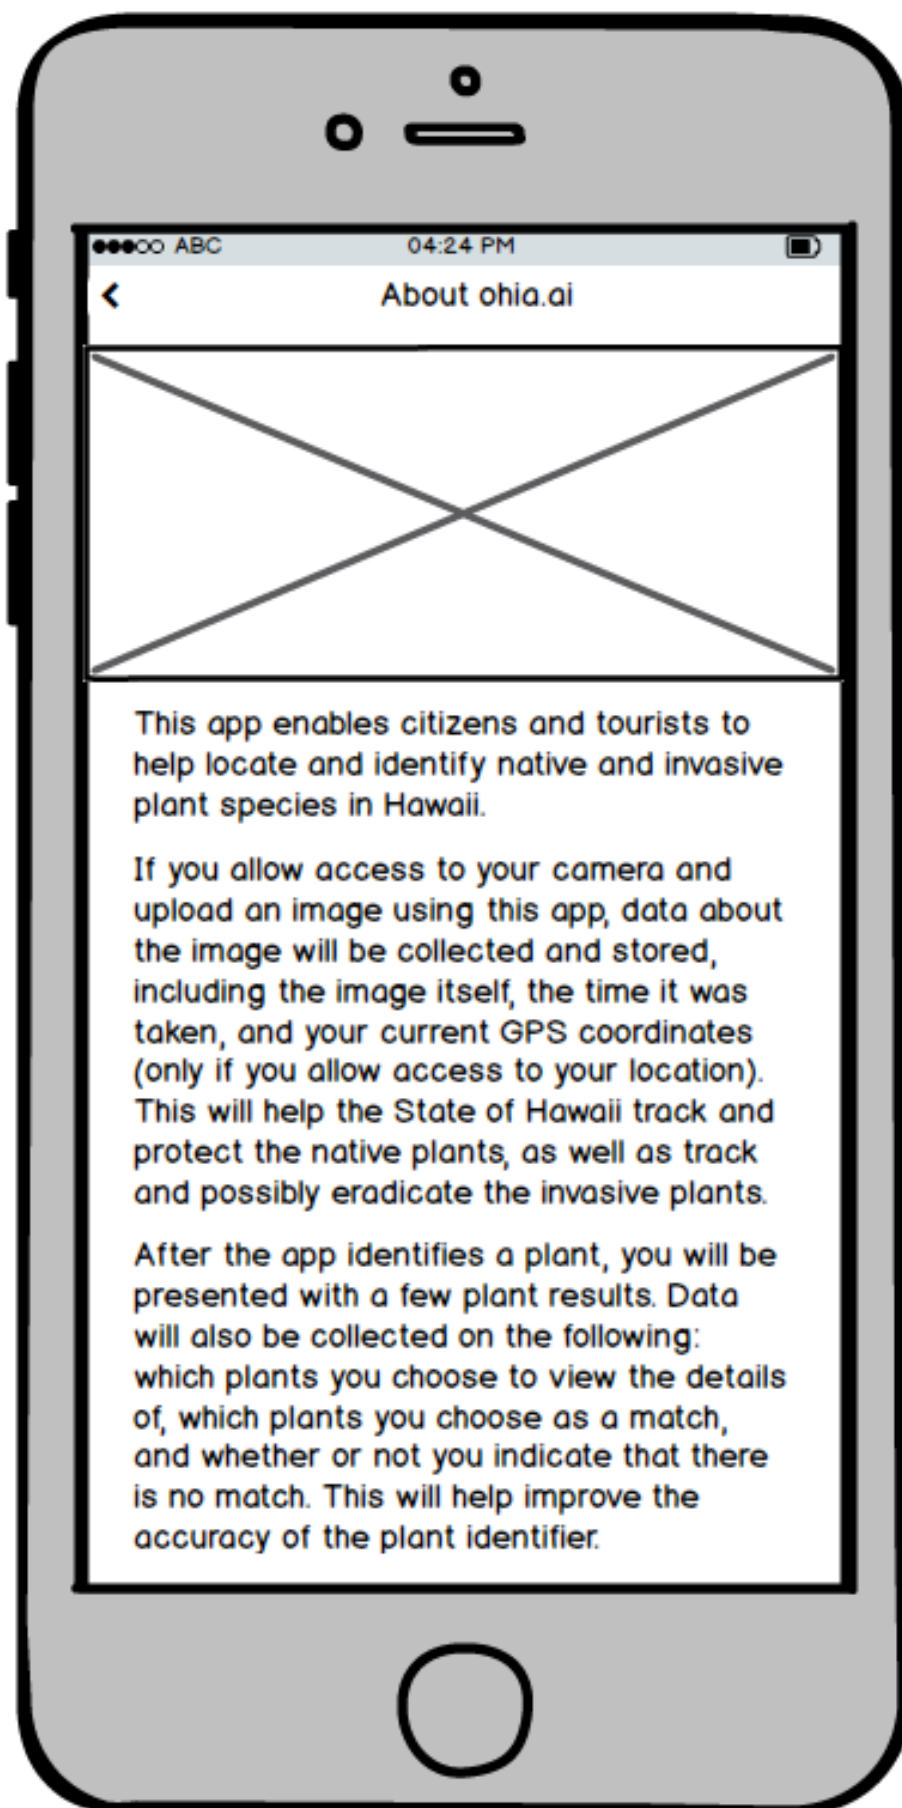 ABC 04:24 PM
About ohia.ai
This app enables citizens and tourists to
help locate and identify native and invasive
plant species in Hawaii.
If you allow access to your camera and
upload an image using this app, data about
the image will be collected and stored,
including the image itself, the time it was
taken, and your current GPS coordinates
(only if you allow access to your location).
This will help the State of Hawaii track and
protect the native plants, as well as track
and possibly eradicate the invasive plants.
After the app identifies a plant, you will be
presented with a few plant results. Data
will also be collected on the following:
which plants you choose to view the details
of, which plants you choose as a match,
and whether or not you indicate that there
is no match. This will help improve the
accuracy of the plant identifier.